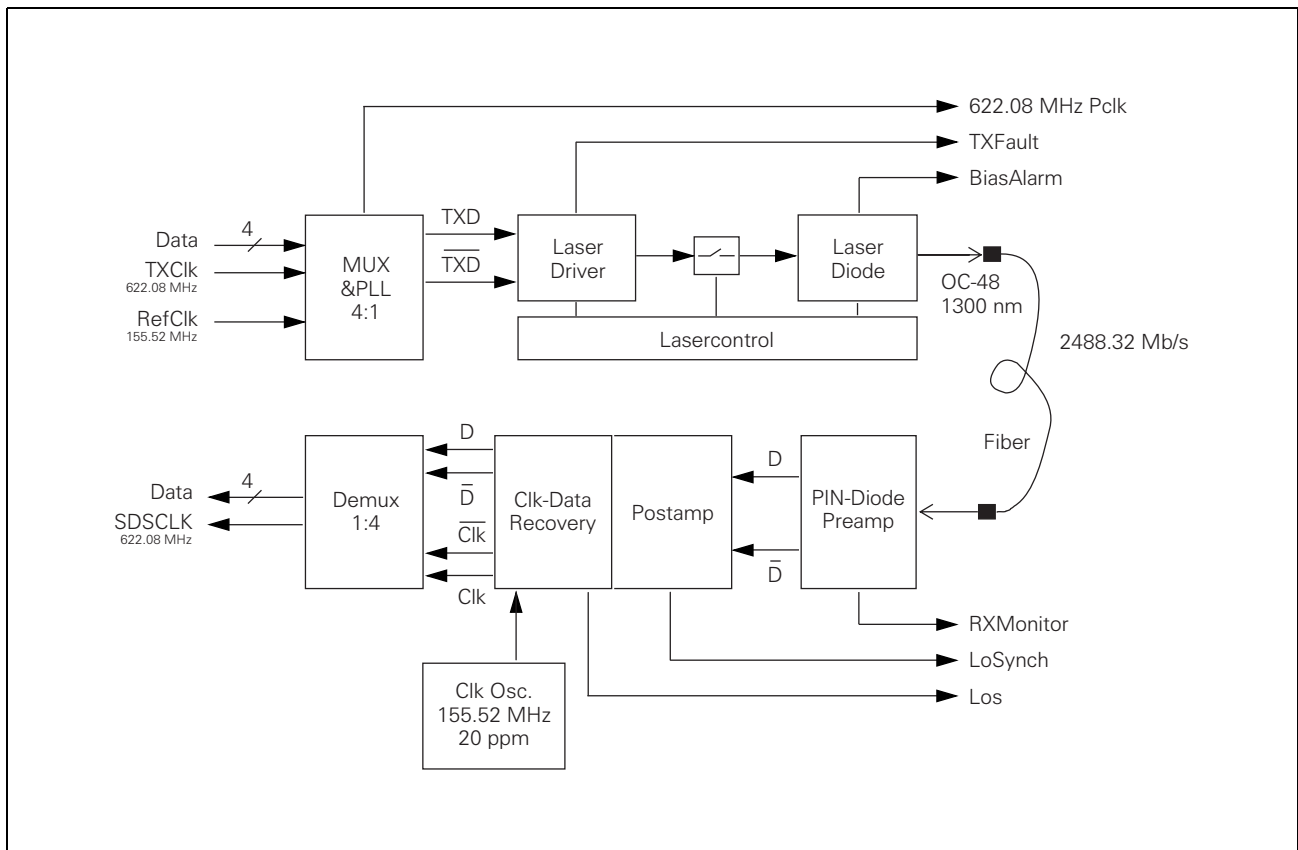 622.08 MHz Pclk
TXFault
BiasAlarm
Data
4
TXClk
622.08 MHz
RefClk
155.52 MHz
MUX
&PLL
4:1
TXD
T̅X̅D̅
Laser
Driver
Laser
Diode
Lasercontrol
OC-48
1300 nm
2488.32 Mb/s
Fiber
Data
4
SDSCLK
622.08 MHz
Demux
1:4
D
D̅
C̅l̅k̅
Clk
Clk-Data
Recovery
Postamp
D
D̅
PIN-Diode
Preamp
RXMonitor
LoSynch
Los
Clk Osc.
155.52 MHz
20 ppm